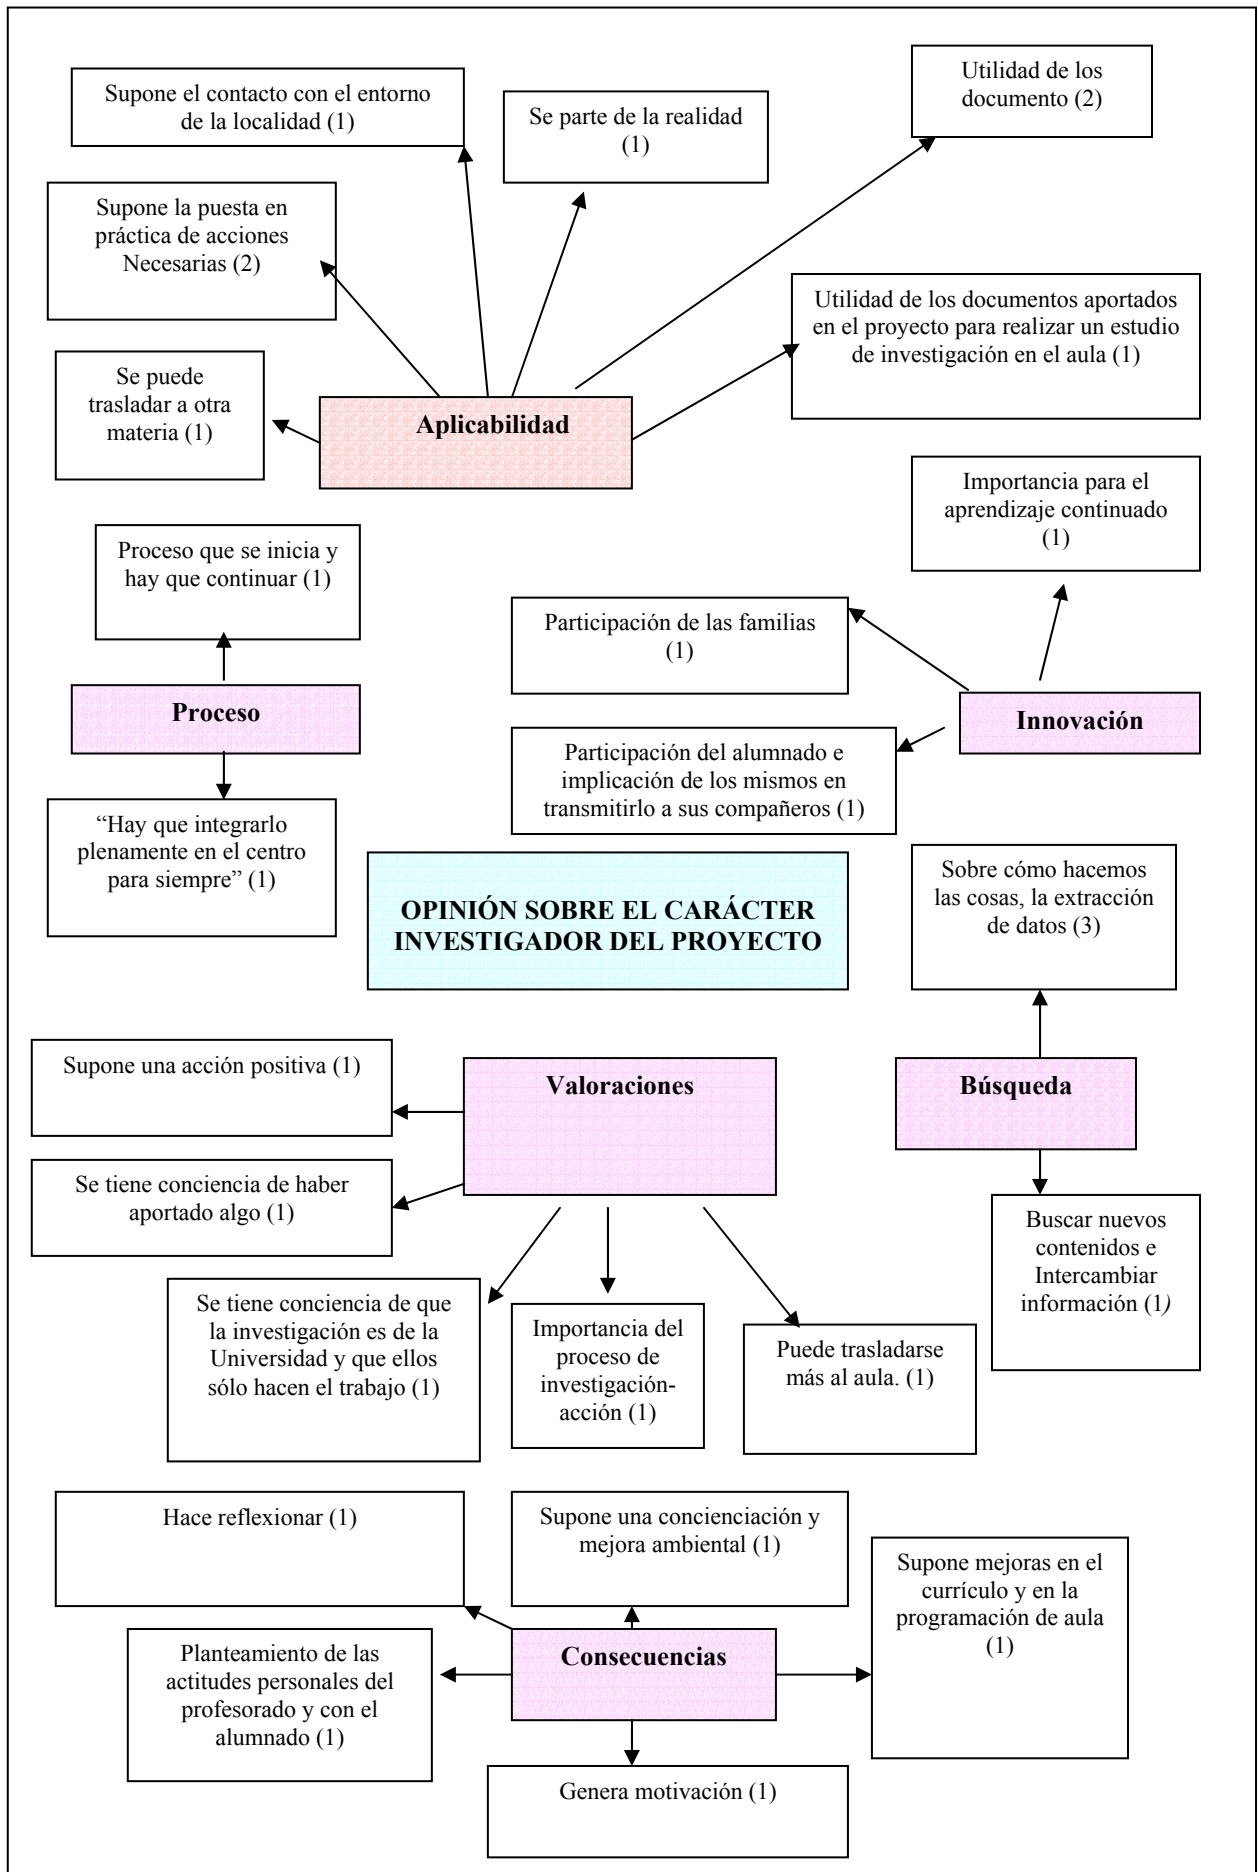 Utilidad de los
documento (2)
Supone el contacto con el entorno
de la localidad (1)
Se parte de la realidad
(1)
Supone la puesta en
práctica de acciones
Necesarias (2)
Utilidad de los documentos aportados
en el proyecto para realizar un estudio
de investigación en el aula (1)
Se puede
trasladar a otra
materia (1)
Aplicabilidad
Importancia para el
aprendizaje continuado
(1)
Proceso que se inicia y
hay que continuar (1)
Participación de las familias
(1)
Proceso
Innovación
Participación del alumnado e
implicación de los mismos en
transmitirlo a sus compañeros (1)
“Hay que integrarlo
plenamente en el centro
para siempre” (1)
OPINIÓN SOBRE EL CARÁCTER
INVESTIGADOR DEL PROYECTO
Sobre cómo hacemos
las cosas, la extracción
de datos (3)
Supone una acción positiva (1)
Valoraciones
Búsqueda
Se tiene conciencia de haber
aportado algo (1)
Buscar nuevos
contenidos e
Intercambiar
información (1)
Se tiene conciencia de que
la investigación es de la
Universidad y que ellos
sólo hacen el trabajo (1)
Importancia del
proceso de
investigación-
acción (1)
Puede trasladarse
más al aula. (1)
Hace reflexionar (1)
Supone una concienciación y
mejora ambiental (1)
Supone mejoras en el
currículo y en la
programación de aula
(1)
Planteamiento de las
actitudes personales del
profesorado y con el
alumnado (1)
Consecuencias
Genera motivación (1)